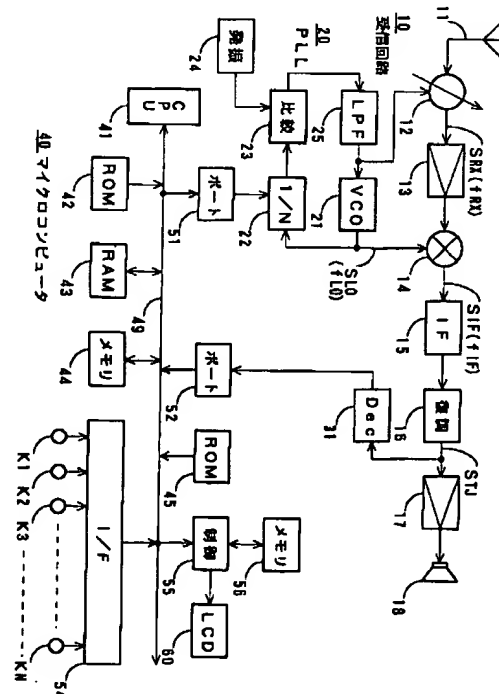 10 受信回路
11
12
SRX(fRX)
13
14
SIF(fIF)
IF
15
復調
16
STJ
17
18
20
PLL
発振
24
比較
23
LPF
25
VCO
21
1/N
22
SLO
(fLO)
Dec
31
CPU
41
40 マイクロコンピュータ
ROM
42
RAM
43
メモリ
44
49
ポート
51
ポート
52
ROM
45
制御
55
メモリ
56
LCD
60
I/F
54
K1
K2
K3
KN